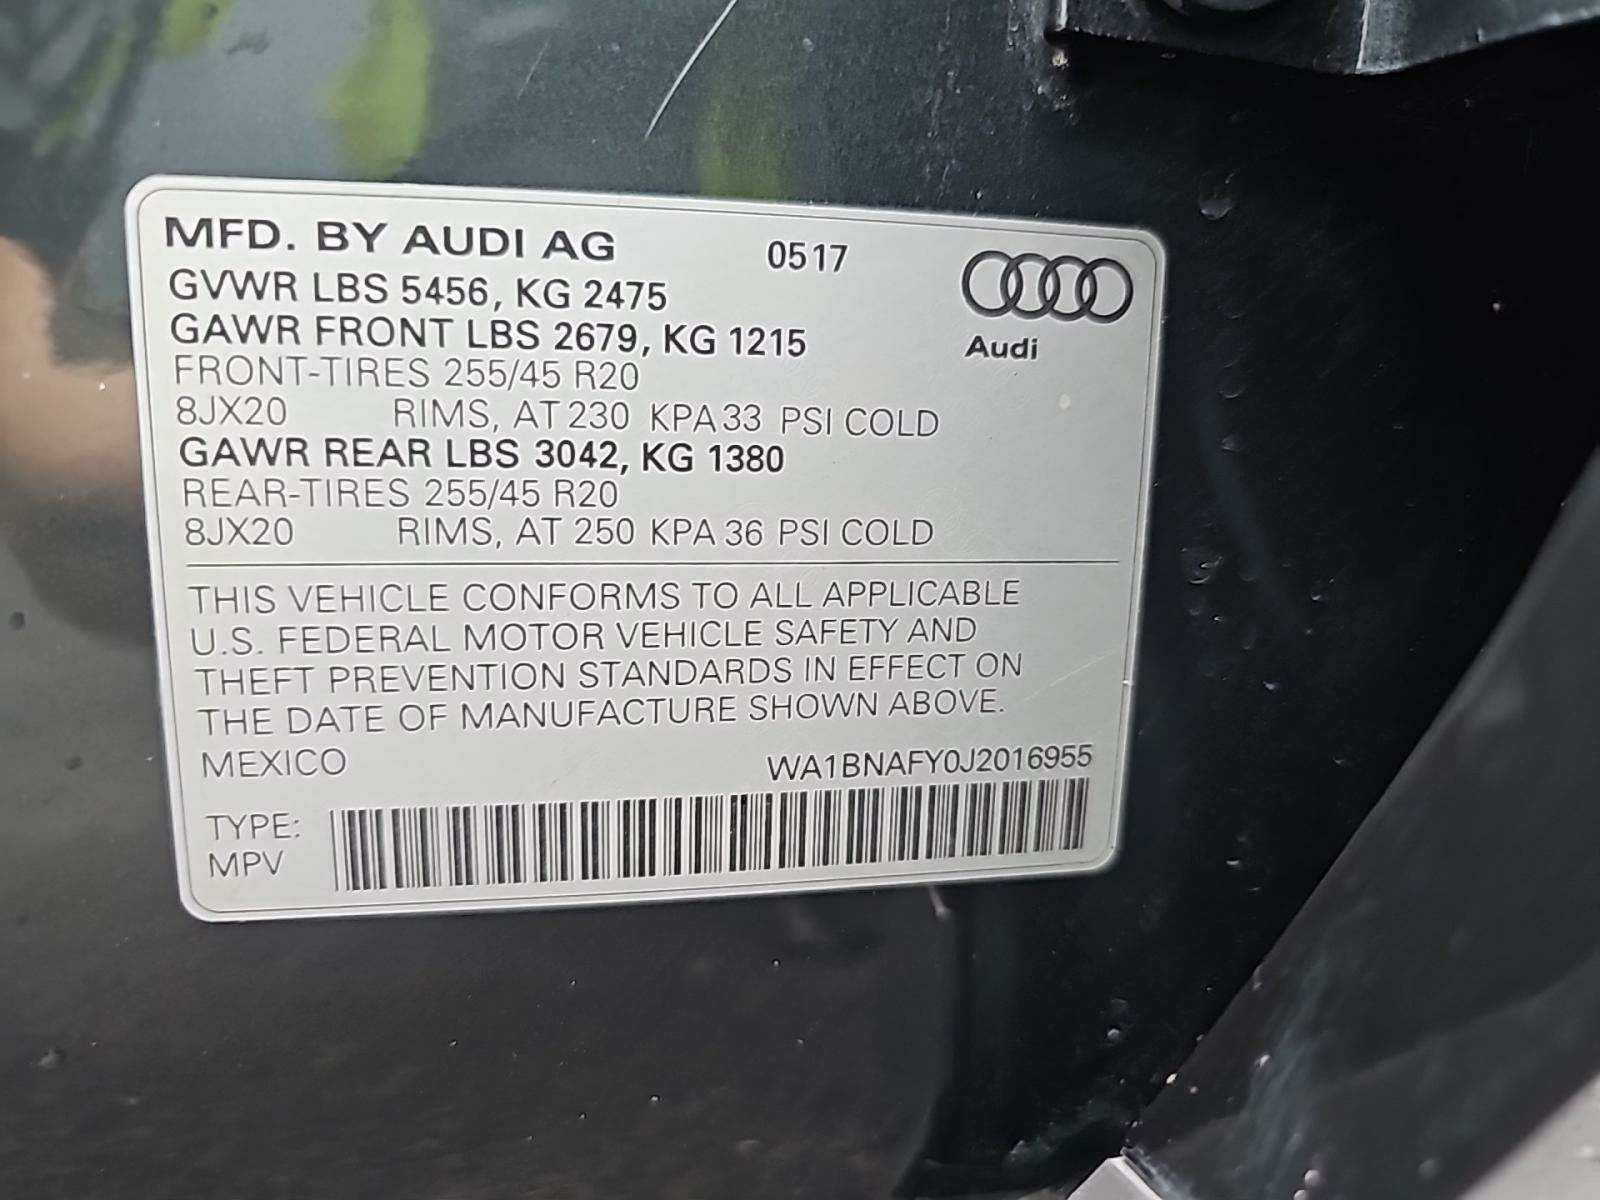 MFD. BY AUDI AG 0517
GVWR LBS 5456, KG 2475
GAWR FRONT LBS 2679, KG 1215
Audi
FRONT-TIRES 255/45 R20
8JX20 RIMS, AT 230 KPA 33 PSI COLD
GAWR REAR LBS 3042, KG 1380
REAR-TIRES 255/45 R20
8JX20 RIMS, AT 250 KPA 36 PSI COLD
THIS VEHICLE CONFORMS TO ALL APPLICABLE
U.S. FEDERAL MOTOR VEHICLE SAFETY AND
THEFT PREVENTION STANDARDS IN EFFECT ON
THE DATE OF MANUFACTURE SHOWN ABOVE.
MEXICO WA1BNAFY0J2016955
TYPE:
MPV